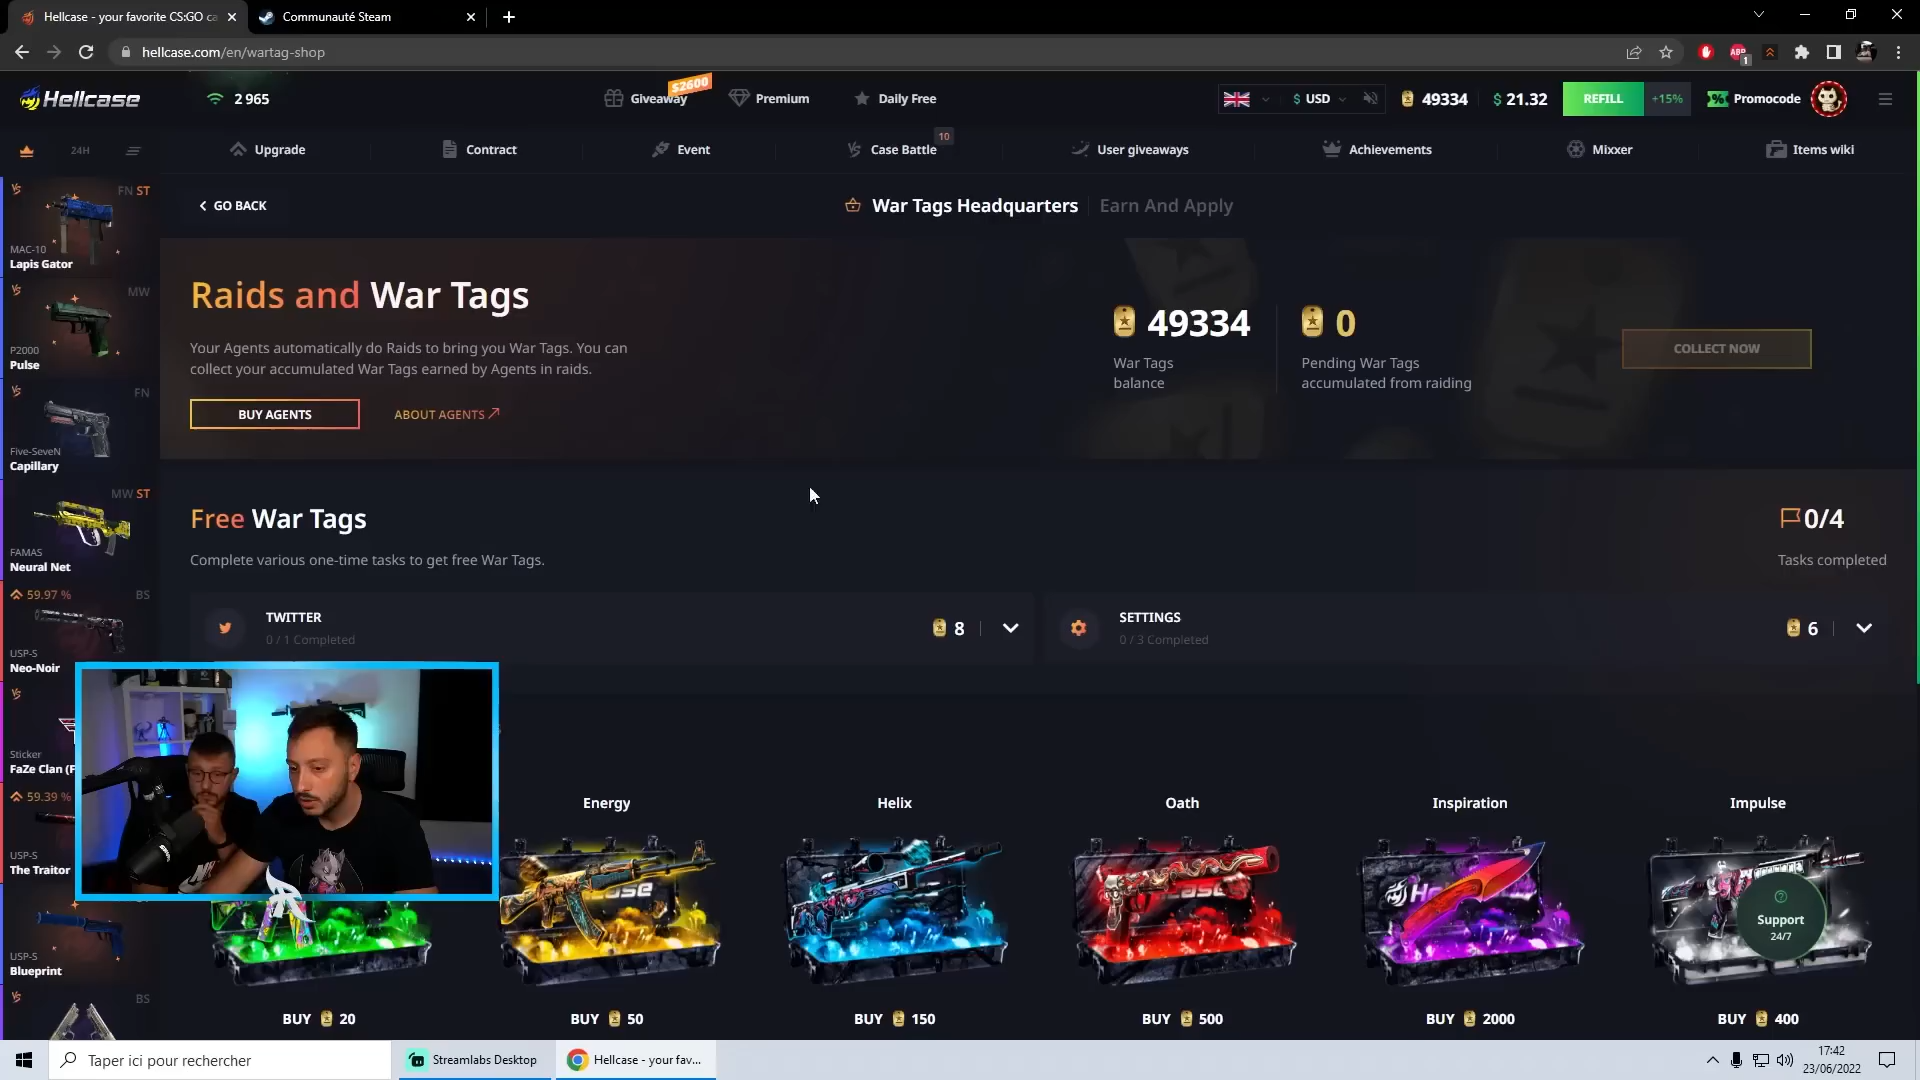 Hellcase - your favorite CS:GO ca
Communauté Steam
hellcase.com/en/wartag-shop
ABP
1
Hellcase
2 965
Giveaway
$2600
Premium
Daily Free
$ USD
49334
$ 21.32
REFILL
+15%
Promocode
24H
Upgrade
Contract
Event
Case Battle
10
User giveaways
Achievements
Mixxer
Items wiki
GO BACK
War Tags Headquarters
Earn And Apply
FN ST
MAC-10
Lapis Gator
MW
P2000
Pulse
FN
Five-SeveN
Capillary
MW ST
FAMAS
Neural Net
59.97 %
BS
USP-S
Neo-Noir
Sticker
FaZe Clan (F
59.39 %
USP-S
The Traitor
USP-S
Blueprint
BS
Raids and War Tags
Your Agents automatically do Raids to bring you War Tags. You can
collect your accumulated War Tags earned by Agents in raids.
BUY AGENTS
ABOUT AGENTS
49334
War Tags
balance
0
Pending War Tags
accumulated from raiding
COLLECT NOW
Free War Tags
Complete various one-time tasks to get free War Tags.
0/4
Tasks completed
TWITTER
0 / 1 Completed
8
SETTINGS
0 / 3 Completed
6
Energy
Helix
Oath
Inspiration
Impulse
BUY 20
BUY 50
BUY 150
BUY 500
BUY 2000
BUY 400
Support
24/7
Taper ici pour rechercher
Streamlabs Desktop
Hellcase - your fav...
17:42
23/06/2022